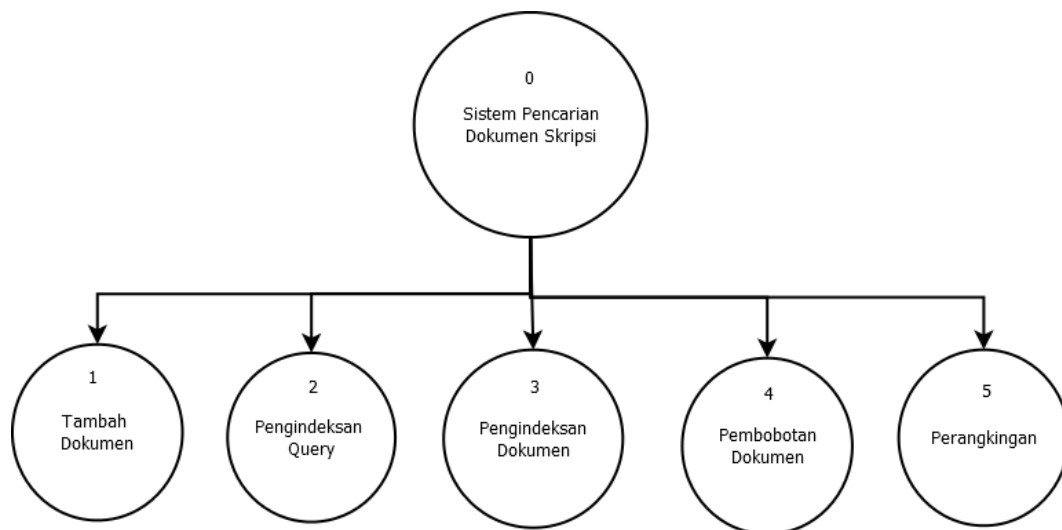 0
Sistem Pencarian
Dokumen Skripsi
1
Tambah
Dokumen
2
Pengindeksan
Query
3
Pengindeksan
Dokumen
4
Pembobotan
Dokumen
5
Perangkingan